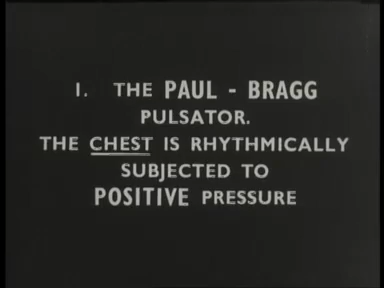 1. THE PAUL - BRAGG
PULSATOR.
THE CHEST IS RHYTHMICALLY
SUBJECTED TO
POSITIVE PRESSURE